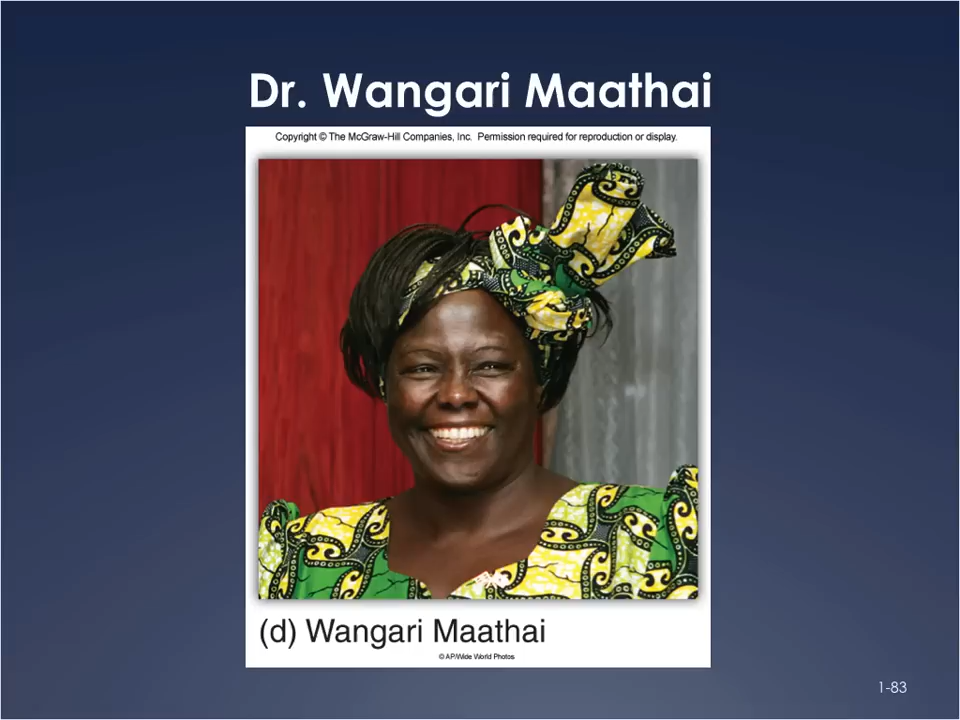 Dr. Wangari Maathai
Copyright © The McGraw-Hill Companies, Inc. Permission required for reproduction or display.
(d) Wangari Maathai
© AP/Wide World Photos
1-83